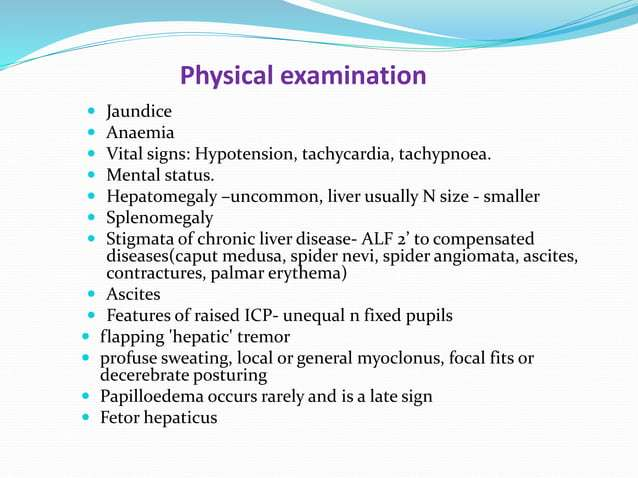 Physical examination
• Jaundice
• Anaemia
• Vital signs: Hypotension, tachycardia, tachypnoea.
• Mental status.
• Hepatomegaly –uncommon, liver usually N size - smaller
• Splenomegaly
• Stigmata of chronic liver disease- ALF 2’ to compensated
diseases(caput medusa, spider nevi, spider angiomata, ascites,
contractures, palmar erythema)
• Ascites
• Features of raised ICP- unequal n fixed pupils
• flapping 'hepatic' tremor
• profuse sweating, local or general myoclonus, focal fits or
decerebrate posturing
• Papilloedema occurs rarely and is a late sign
• Fetor hepaticus